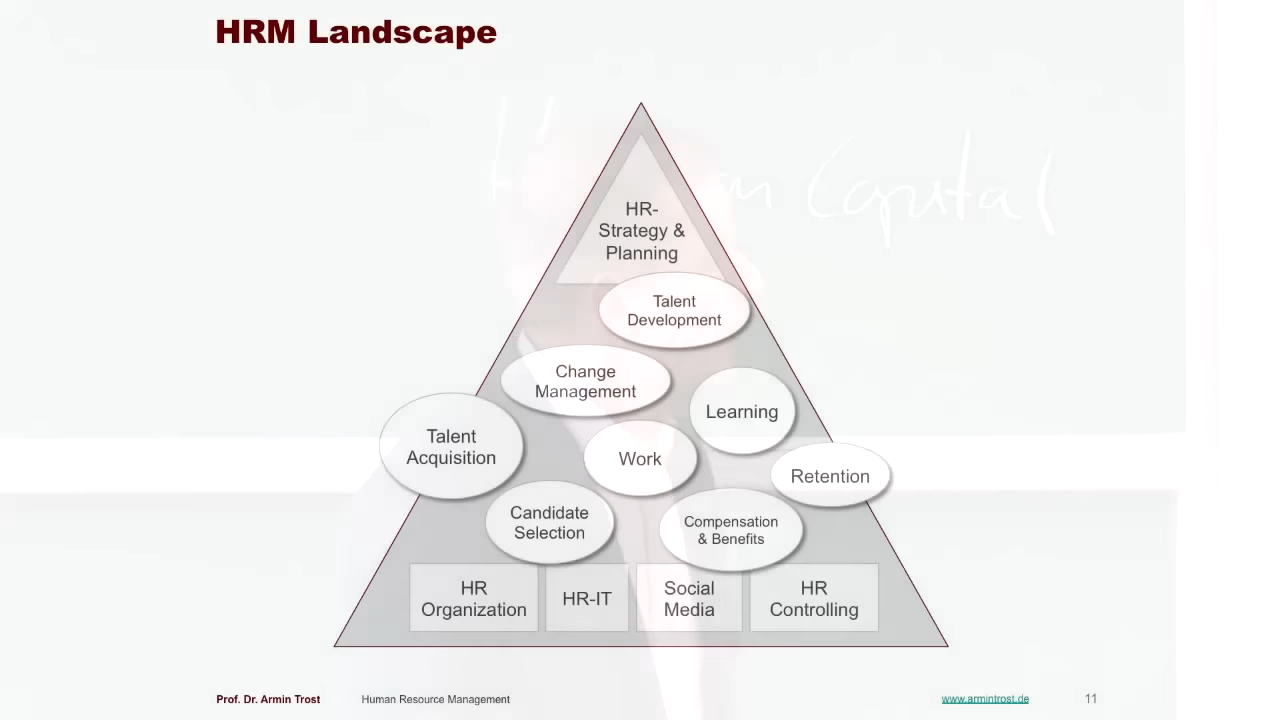 HRM Landscape
Capital
HR-
Strategy &
Planning
Talent
Development
Change
Management
Learning
Talent
Acquisition
Work
Retention
Candidate
Selection
Compensation
& Benefits
HR
Organization
HR-IT
Social
Media
HR
Controlling
Prof. Dr. Armin Trost
Human Resource Management
www.armintrost.de
11